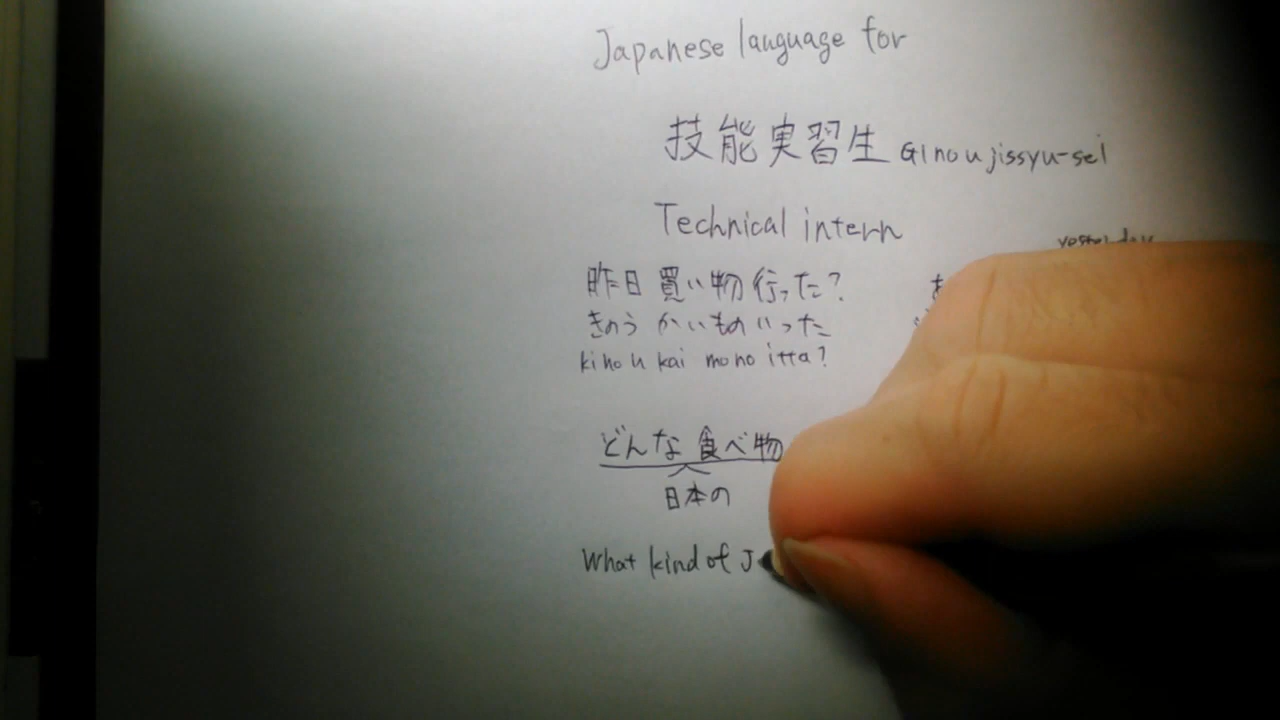 Japanese language for
技能実習生 Ginoujissyu-sei
Technical intern
yesterday
昨日 買い物 行った?
きのう かいもの いった
kinou kai mono itta?
どんな 食べ物
日本の
What kind of J